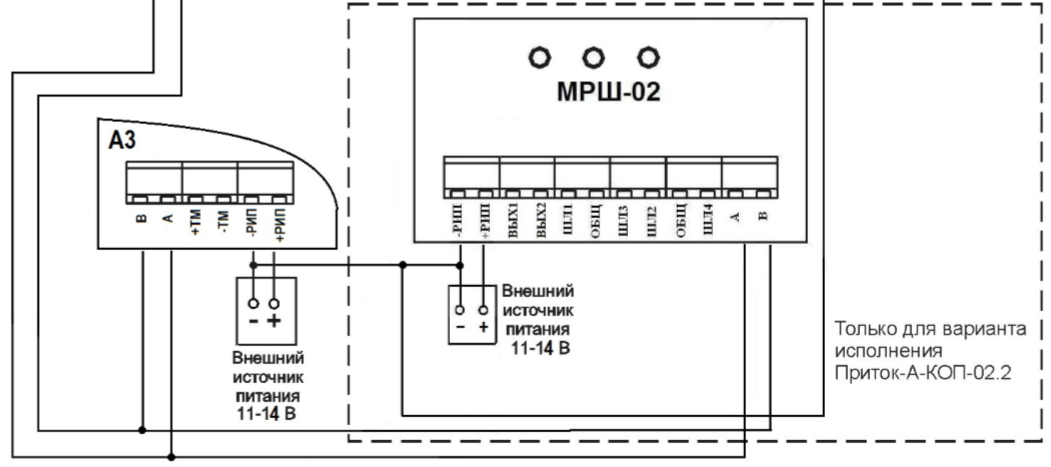 МРШ-02
А3
В
А
+ТМ
-ТМ
-РИП
+РИП
-РИП
+РИП
ВЫХ1
ВЫХ2
ШЛ1
ОБЩ
ШЛ3
ШЛ2
ОБЩ
ШЛ4
А
В
- +
Внешний
источник
питания
11-14 В
- +
Внешний
источник
питания
11-14 В
Только для варианта
исполнения
Приток-А-КОП-02.2